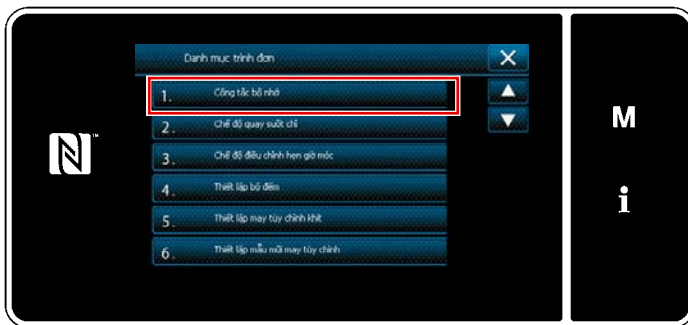 Danh mục trình đơn
1. Công tắc bộ nhớ
2. Chế độ quay suốt chỉ
3. Chế độ điều chỉnh hẹn giờ móc
4. Thiết lập bộ đếm
5. Thiết lập may tùy chỉnh khít
6. Thiết lập mẫu mũi may tùy chỉnh
M
i